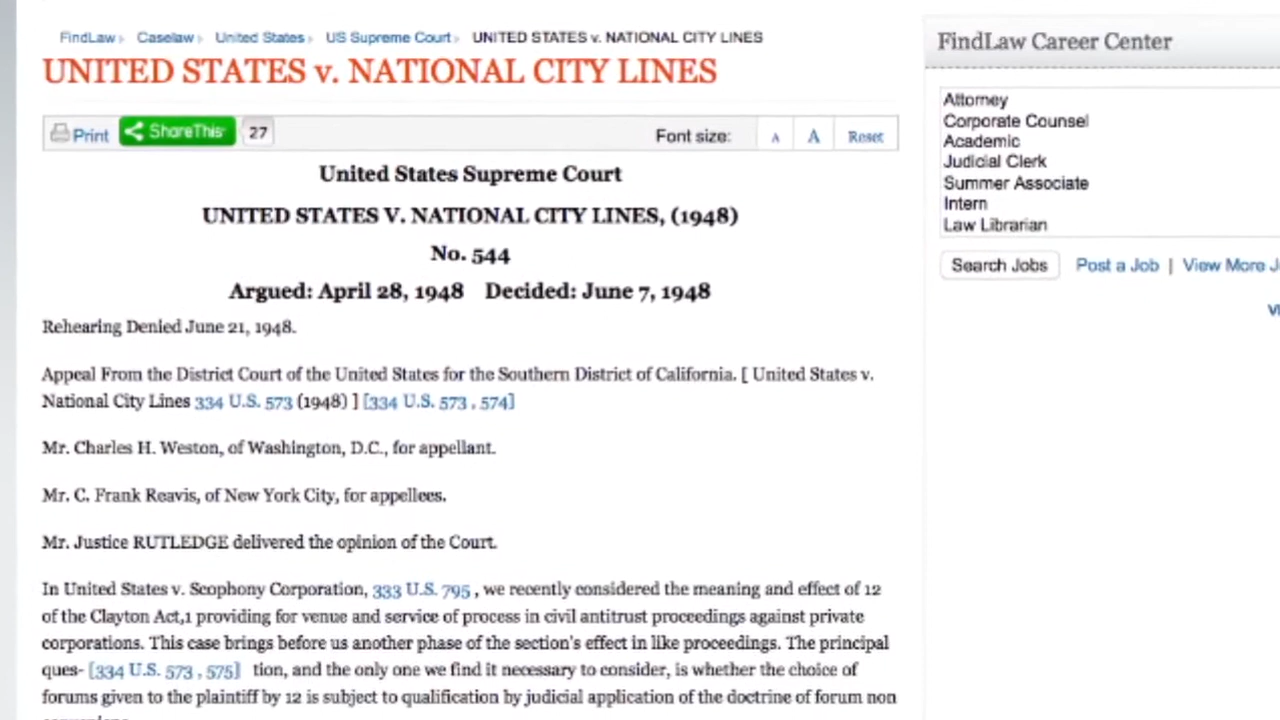 FindLaw Caselaw United States US Supreme Court UNITED STATES v. NATIONAL CITY LINES
UNITED STATES v. NATIONAL CITY LINES
Print ShareThis 27 Font size: A A Reset
United States Supreme Court
UNITED STATES V. NATIONAL CITY LINES, (1948)
No. 544
Argued: April 28, 1948 Decided: June 7, 1948
Rehearing Denied June 21, 1948.
Appeal From the District Court of the United States for the Southern District of California. [ United States v.
National City Lines 334 U.S. 573 (1948) ] [334 U.S. 573 , 574]
Mr. Charles H. Weston, of Washington, D.C., for appellant.
Mr. C. Frank Reavis, of New York City, for appellees.
Mr. Justice RUTLEDGE delivered the opinion of the Court.
In United States v. Scophony Corporation, 333 U.S. 795 , we recently considered the meaning and effect of 12
of the Clayton Act,1 providing for venue and service of process in civil antitrust proceedings against private
corporations. This case brings before us another phase of the section's effect in like proceedings. The principal
ques- [334 U.S. 573 , 575] tion, and the only one we find it necessary to consider, is whether the choice of
forums given to the plaintiff by 12 is subject to qualification by judicial application of the doctrine of forum non
FindLaw Career Center
Attorney
Corporate Counsel
Academic
Judicial Clerk
Summer Associate
Intern
Law Librarian
Search Jobs Post a Job | View More